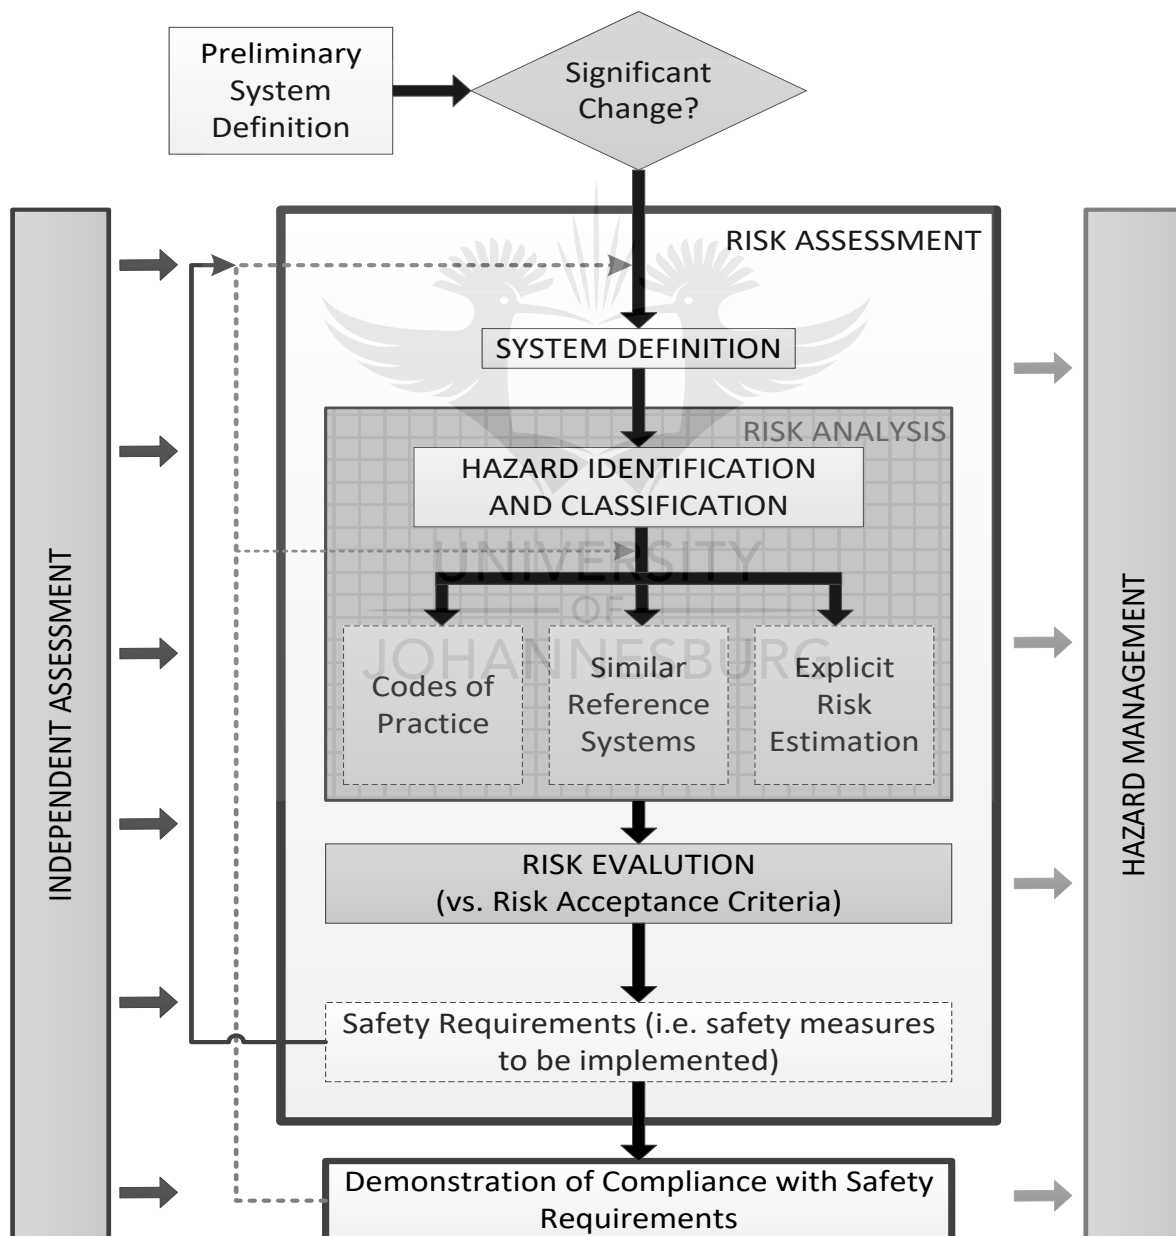 Preliminary
System
Definition
Significant
Change?
RISK ASSESSMENT
SYSTEM DEFINITION
RISK ANALYSIS
HAZARD IDENTIFICATION
AND CLASSIFICATION
UNIVERSITY
OF
JOHANNESBURG
Codes of
Practice
Similar
Reference
Systems
Explicit
Risk
Estimation
RISK EVALUTION
(vs. Risk Acceptance Criteria)
Safety Requirements (i.e. safety measures
to be implemented)
Demonstration of Compliance with Safety
Requirements
INDEPENDENT ASSESSMENT
HAZARD MANAGEMENT